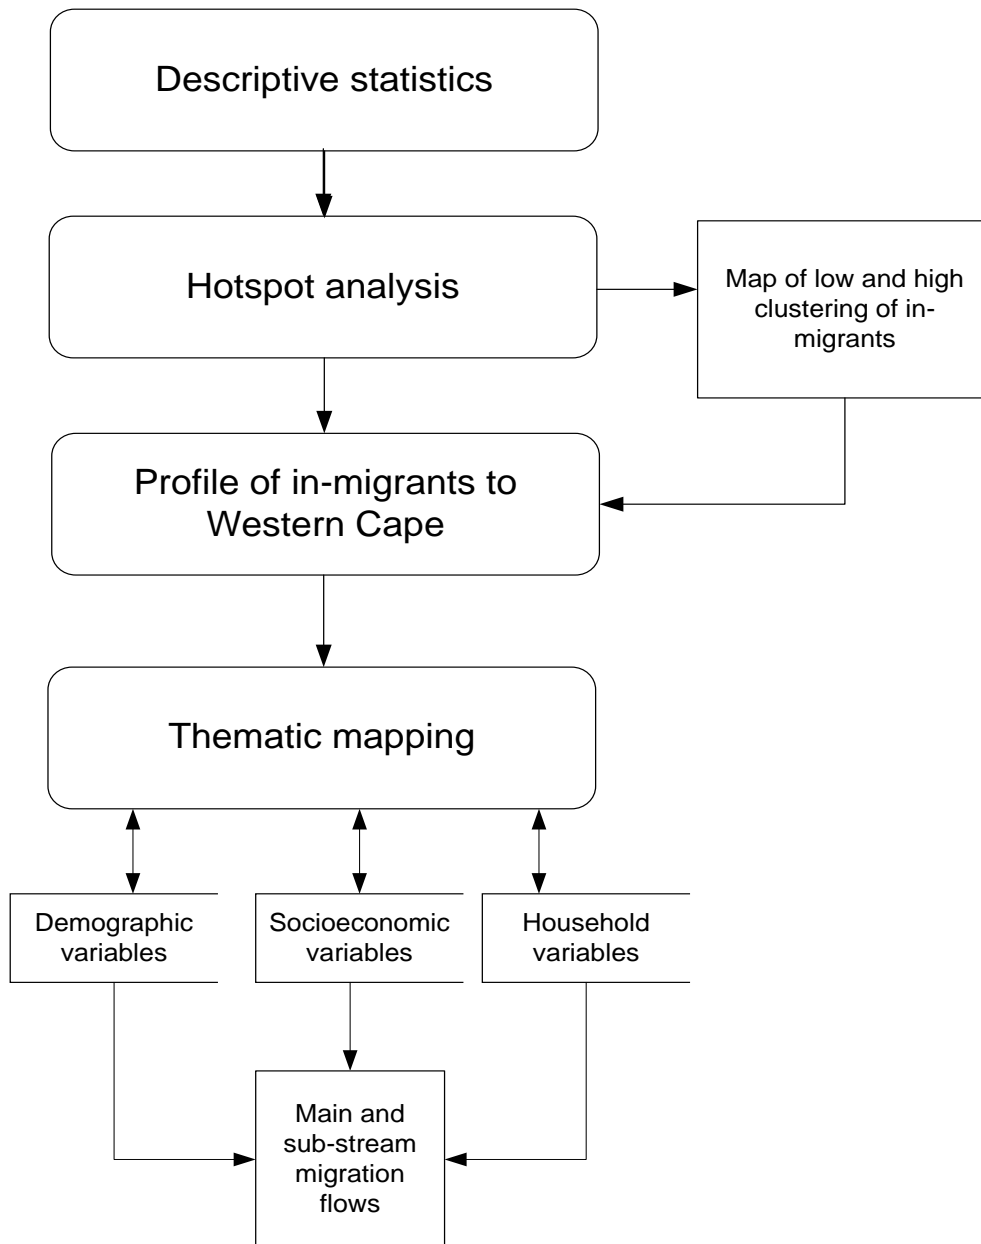 Descriptive statistics
Hotspot analysis
Map of low and high
clustering of in-
migrants
Profile of in-migrants to
Western Cape
Thematic mapping
Demographic
variables
Socioeconomic
variables
Household
variables
Main and
sub-stream
migration
flows